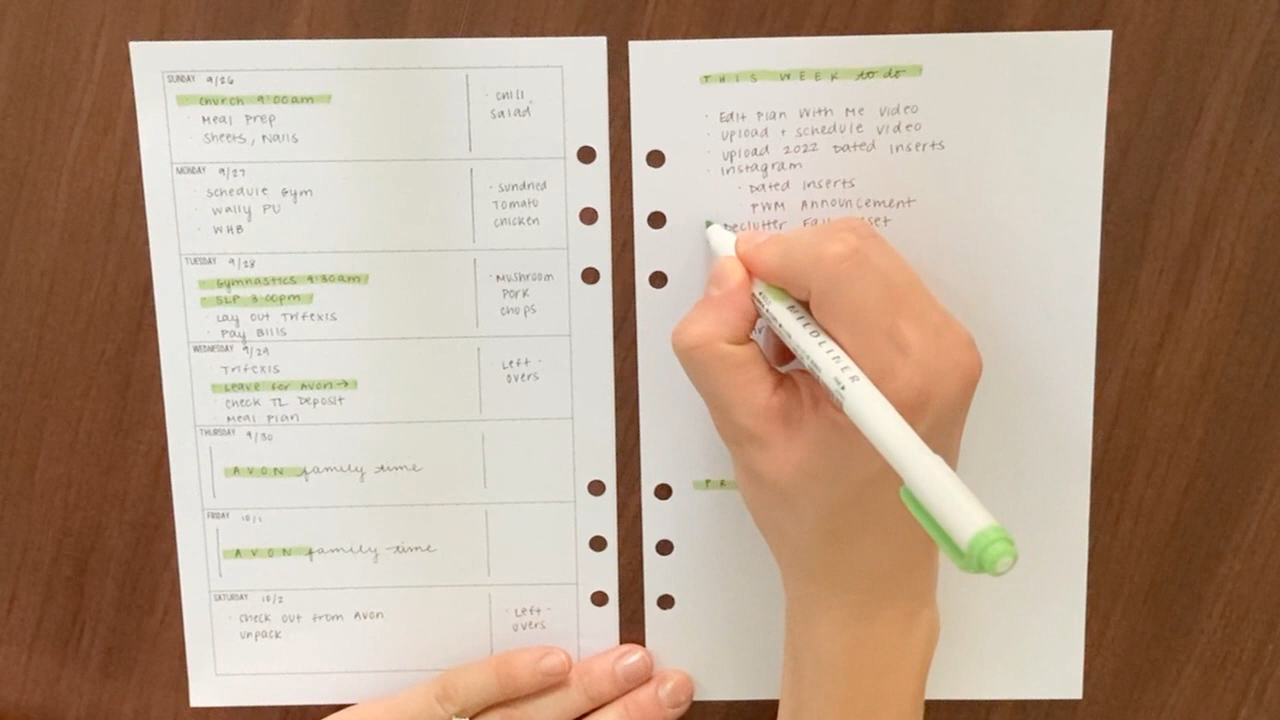 SUNDAY 9/26
· Church 9:00am
· Meal Prep
· Sheets, Nails
· Chili
salad
MONDAY 9/27
· Schedule Gym
· Wally PU
· WHB
· Sundried
Tomato
chicken
TUESDAY 9/28
· Gymnastics 9:30am
· SLP 3:00pm
· Lay out Trifexis
· Pay Bills
· Mushroom
Pork
chops
WEDNESDAY 9/29
· Trifexis
· Leave for Avon →
· Check TL Deposit
· Meal Plan
· Left -
overs
THURSDAY 9/30
AVON family time
FRIDAY 10/1
AVON family time
SATURDAY 10/2
· Check out from Avon
· unpack
· Left -
overs
THIS WEEK to do
· Edit Plan With Me Video
· Upload + schedule video
· Upload 2022 Dated Inserts
· Instagram
· Dated Inserts
· PWM Announcement
Declutter
PR
MILDLINER